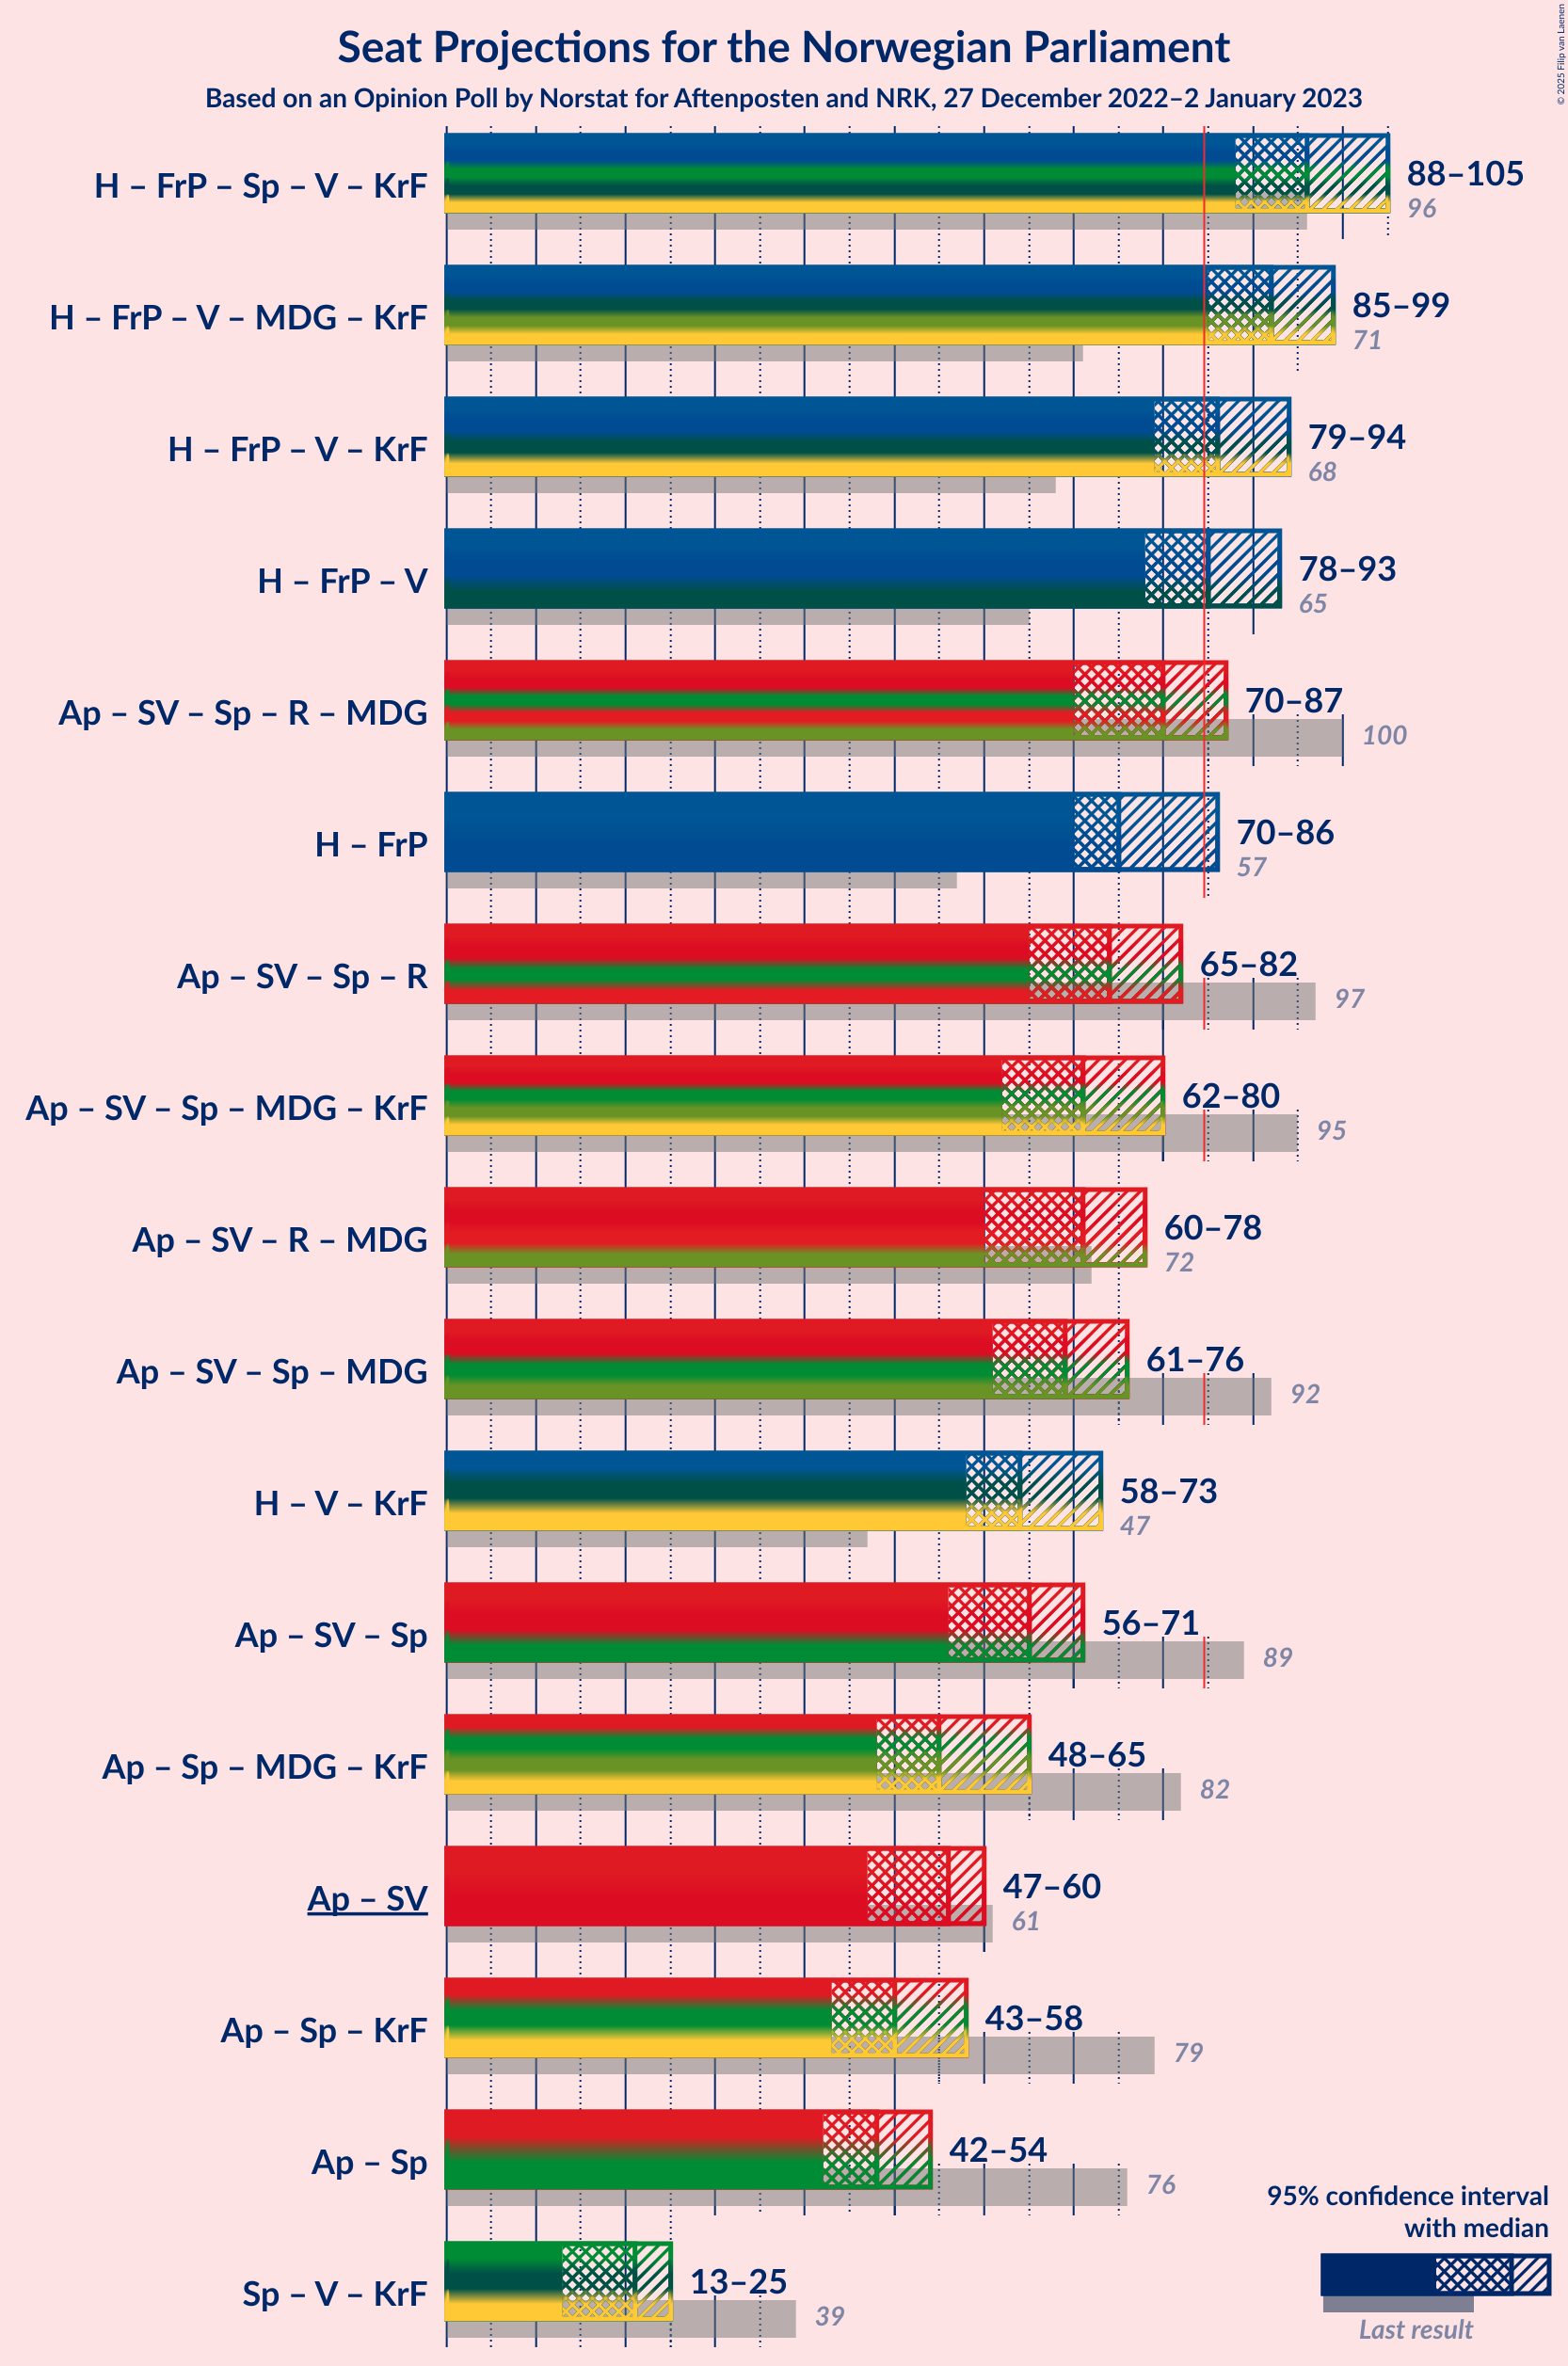 Seat Projections for the Norwegian Parliament
Based on an Opinion Poll by Norstat for Aftenposten and NRK, 27 December 2022–2 January 2023
© 2025 Filip van Laenen
H – FrP – Sp – V – KrF
88–105
96
H – FrP – V – MDG – KrF
85–99
71
H – FrP – V – KrF
79–94
68
H – FrP – V
78–93
65
Ap – SV – Sp – R – MDG
70–87
100
H – FrP
70–86
57
Ap – SV – Sp – R
65–82
97
Ap – SV – Sp – MDG – KrF
62–80
95
Ap – SV – R – MDG
60–78
72
Ap – SV – Sp – MDG
61–76
92
H – V – KrF
58–73
47
Ap – SV – Sp
56–71
89
Ap – Sp – MDG – KrF
48–65
82
Ap – SV
47–60
61
Ap – Sp – KrF
43–58
79
Ap – Sp
42–54
76
Sp – V – KrF
13–25
39
95% confidence interval
with median
Last result